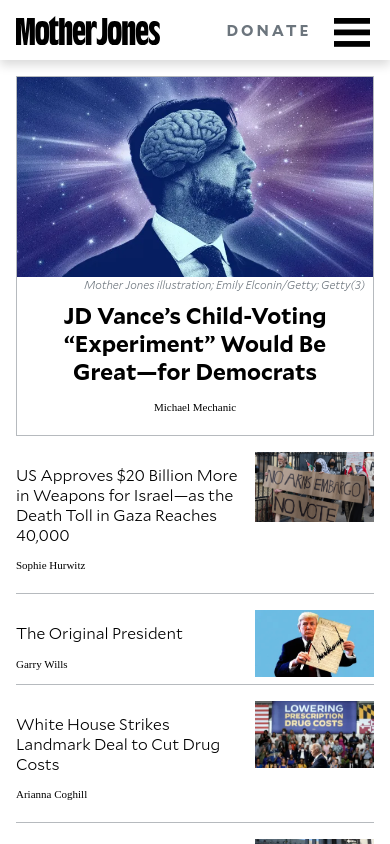 Mother Jones
DONATE
Mother Jones illustration; Emily Elconin/Getty; Getty(3)
JD Vance’s Child-Voting
“Experiment” Would Be
Great—for Democrats
Michael Mechanic
US Approves $20 Billion More
in Weapons for Israel—as the
Death Toll in Gaza Reaches
40,000
Sophie Hurwitz
NO ARMS EMBARGO
NO VOTE
The Original President
Garry Wills
White House Strikes
Landmark Deal to Cut Drug
Costs
Arianna Coghill
LOWERING
PRESCRIPTION
DRUG COSTS